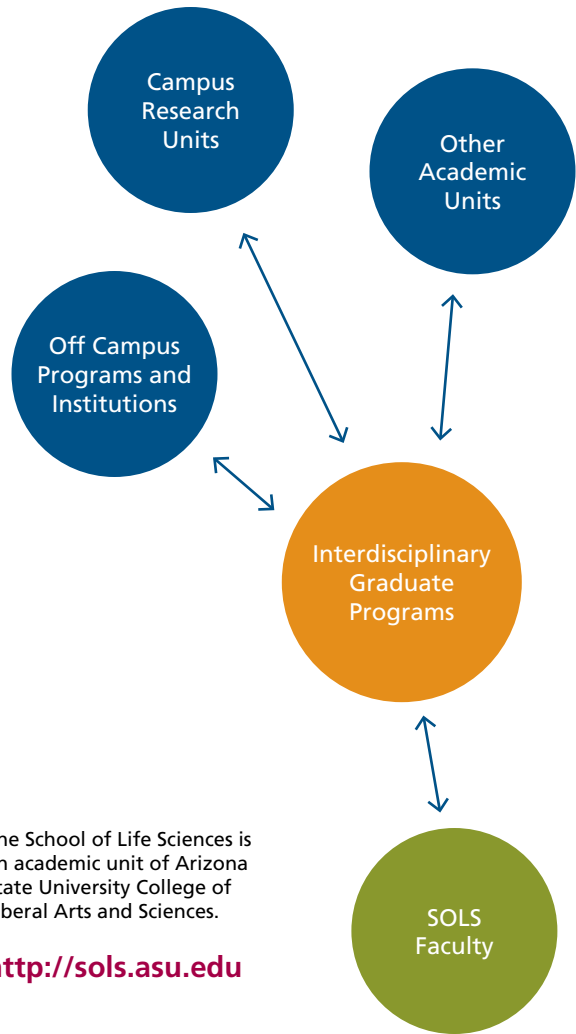 Campus
Research
Units
Other
Academic
Units
Off Campus
Programs and
Institutions
Interdisciplinary
Graduate
Programs
he School of Life Sciences is
n academic unit of Arizona
tate University College of
iberal Arts and Sciences.
ttp://sols.asu.edu
SOLS
Faculty